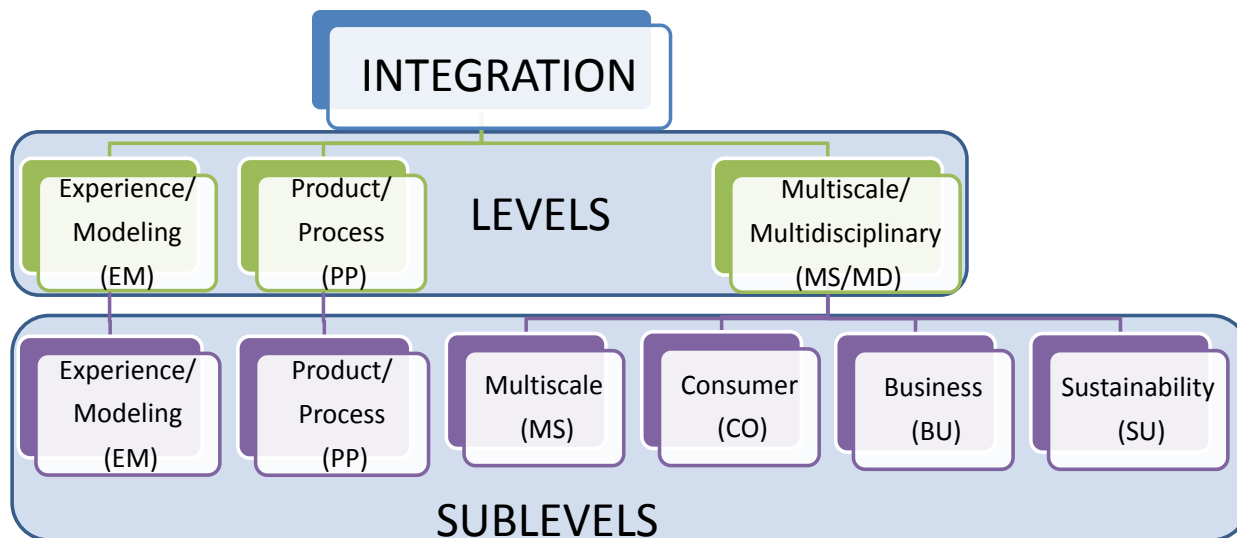 INTEGRATION
Experience/
Modeling
(EM)
Product/
Process
(PP)
LEVELS
Multiscale/
Multidisciplinary
(MS/MD)
Experience/
Modeling
(EM)
Product/
Process
(PP)
Multiscale
(MS)
Consumer
(CO)
Business
(BU)
Sustainability
(SU)
SUBLEVELS